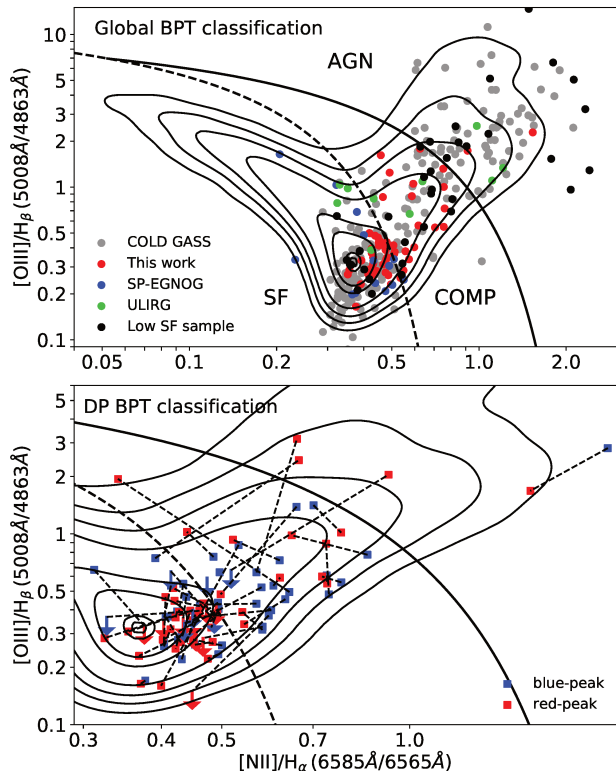 Global BPT classification
10
5
3
2
1
0.5
0.3
0.2
0.1
[OIII]/Hβ (5008Å/4863Å)
AGN
SF
COMP
COLD GASS
This work
SP-EGNOG
ULIRG
Low SF sample
0.05 0.1 0.2 0.5 1.0 2.0
DP BPT classification
5
3
2
1
0.5
0.3
0.2
0.1
[OIII]/Hβ (5008Å/4863Å)
blue-peak
red-peak
0.3 0.4 0.5 0.7 1.0
[NII]/Hα (6585Å/6565Å)